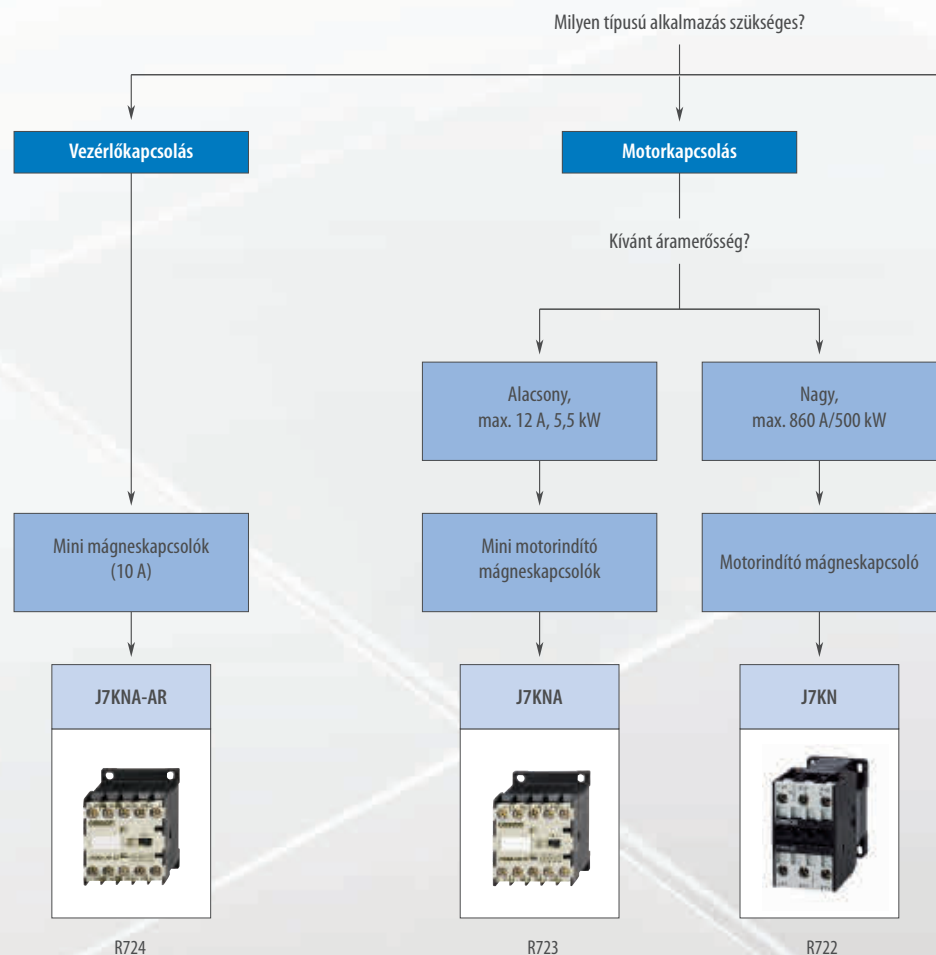 Milyen típusú alkalmazás szükséges?
Vezérlőkapcsolás
Motorkapcsolás
Kívánt áramerősség?
Alacsony,
max. 12 A, 5,5 kW
Nagy,
max. 860 A/500 kW
Mini mágneskapcsolók
(10 A)
Mini motorindító
mágneskapcsolók
Motorindító mágneskapcsoló
J7KNA-AR
J7KNA
J7KN
R724
R723
R722